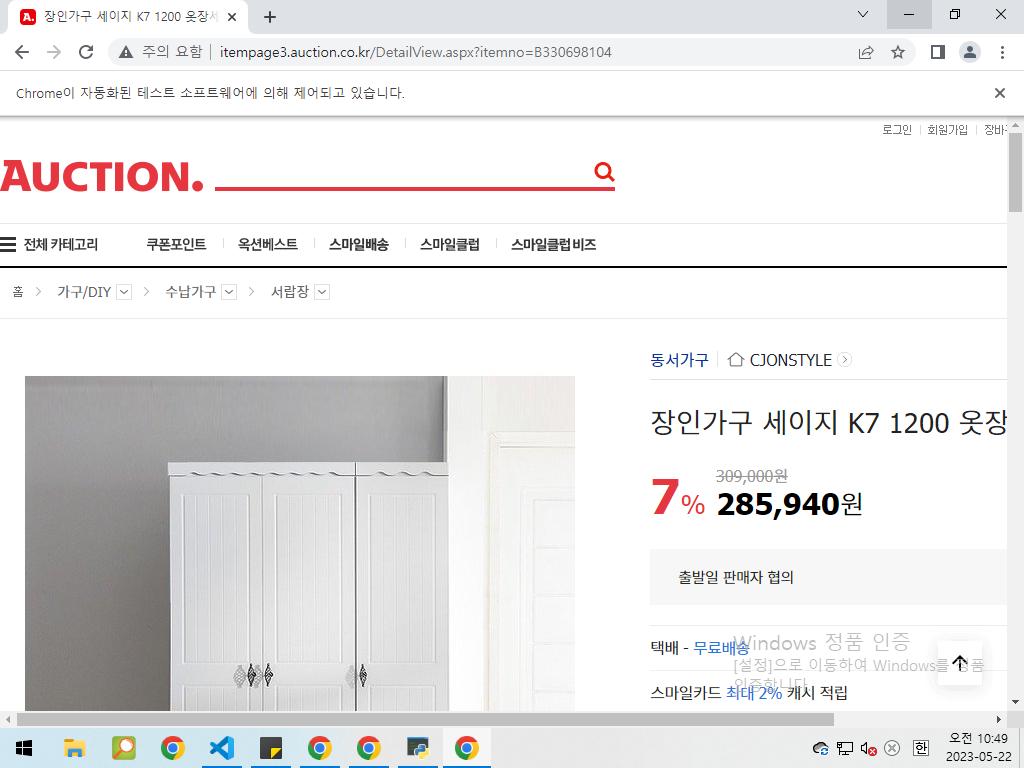 장인가구 세이지 K7 1200 옷장세
주의 요함
itempage3.auction.co.kr/DetailView.aspx?itemno=B330698104
Chrome이 자동화된 테스트 소프트웨어에 의해 제어되고 있습니다.
로그인 회원가입 장바구
AUCTION.
전체 카테고리 쿠폰포인트 옥션베스트 스마일배송 스마일클럽 스마일클럽 비즈
홈 가구/DIY 수납가구 서랍장
동서가구 CJONSTYLE
장인가구 세이지 K7 1200 옷장
309,000원
7% 285,940원
출발일 판매자 협의
택배 - 무료배송
Windows 정품 인증
[설정]으로 이동하여 Windows를 정품
인증합니다.
스마일카드 최대 2% 캐시 적립
한
오전 10:49
2023-05-22